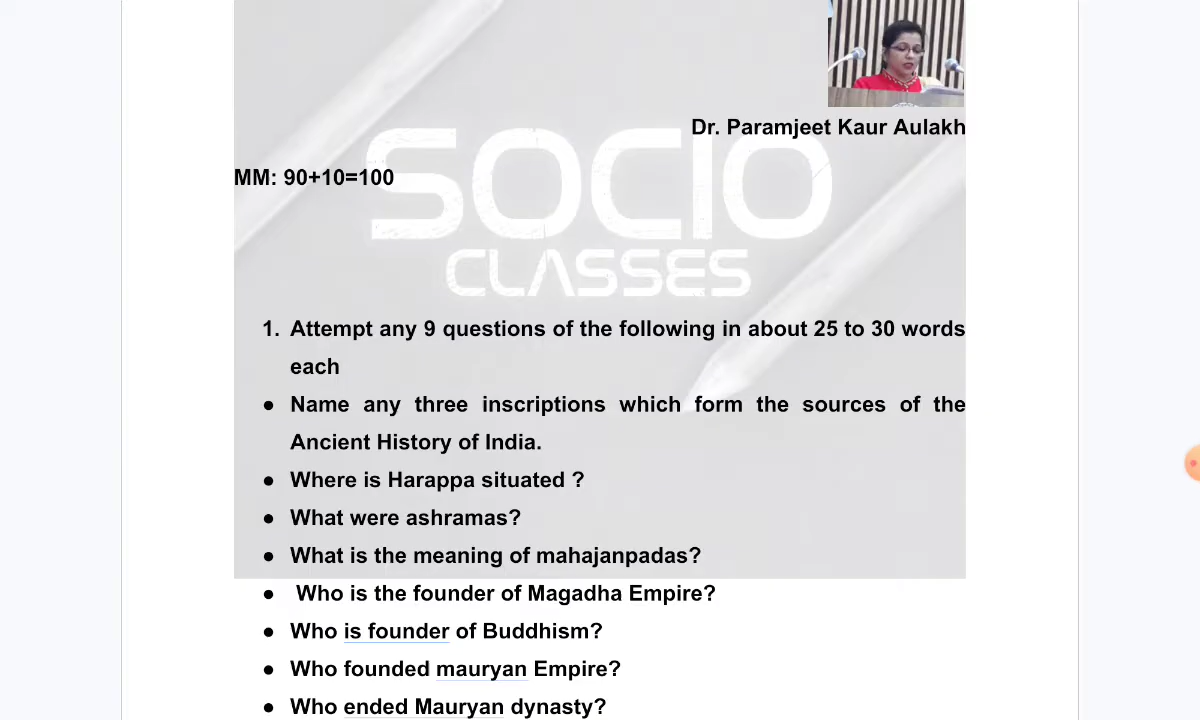 Dr. Paramjeet Kaur Aulakh
MM: 90+10=100
SOCIO
CLASSES
1. Attempt any 9 questions of the following in about 25 to 30 words
each
● Name any three inscriptions which form the sources of the
Ancient History of India.
● Where is Harappa situated ?
● What were ashramas?
● What is the meaning of mahajanpadas?
● Who is the founder of Magadha Empire?
● Who is founder of Buddhism?
● Who founded mauryan Empire?
● Who ended Mauryan dynasty?